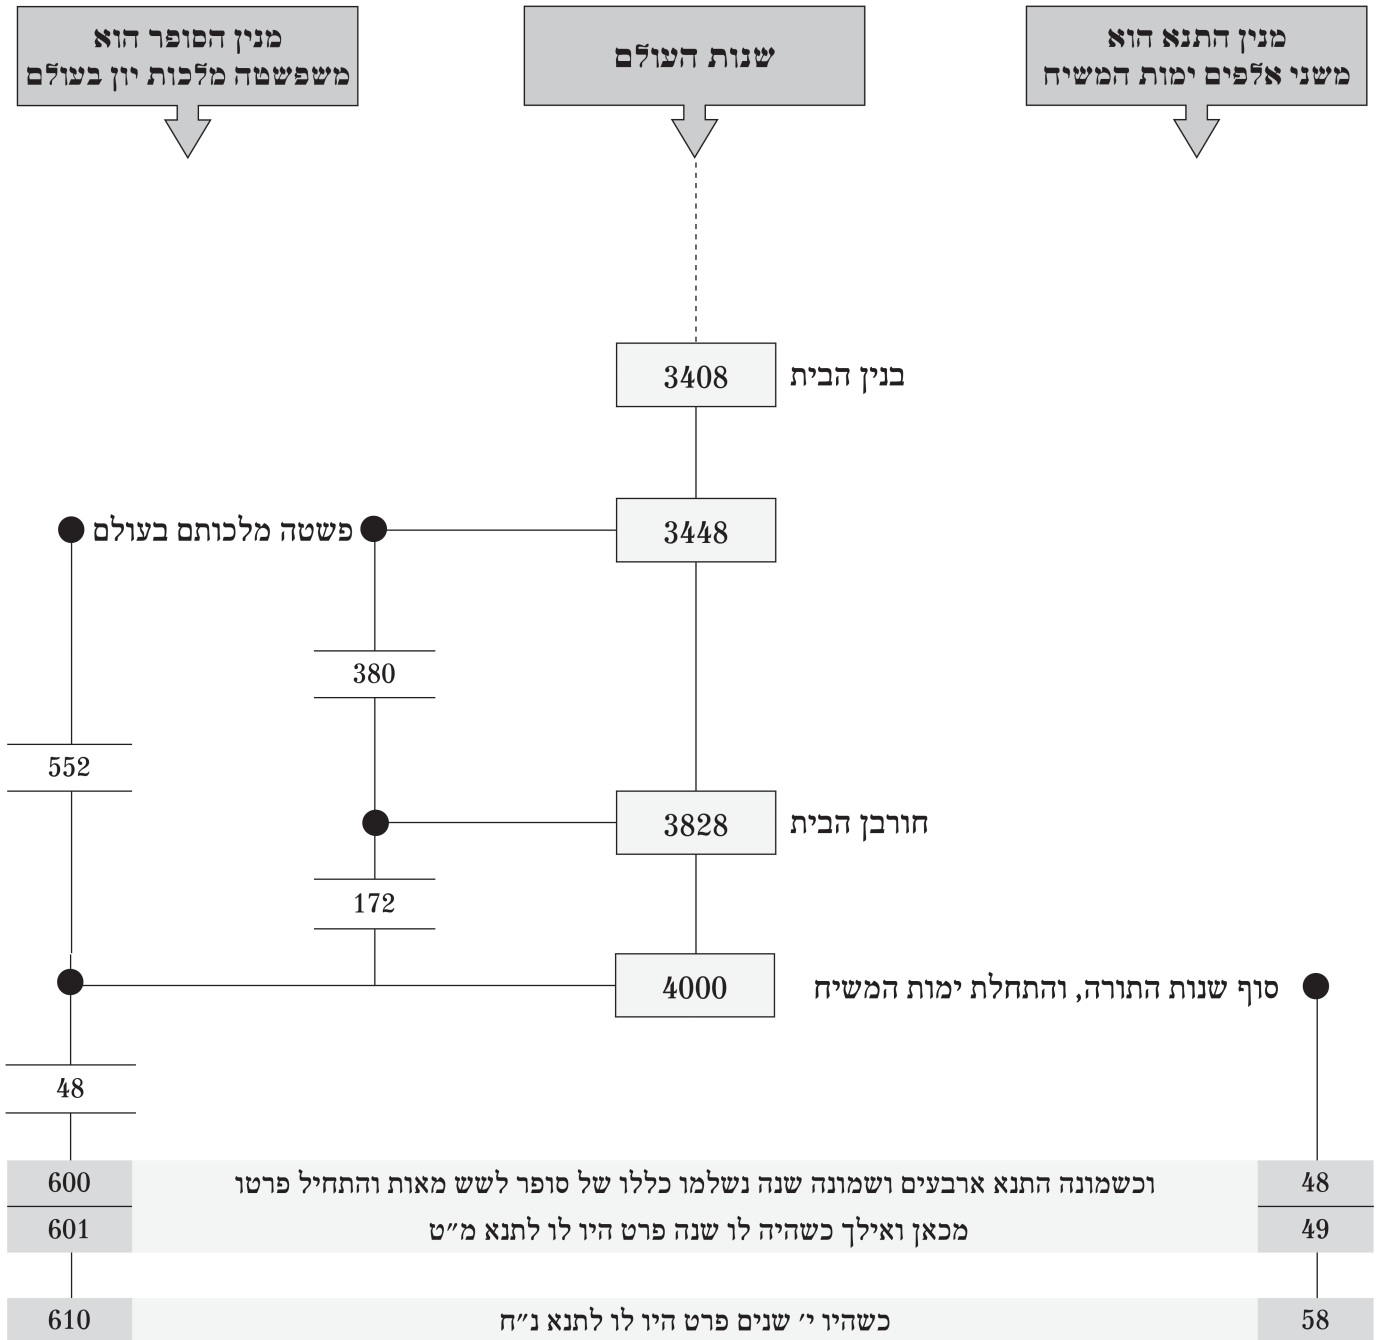 מנין התנא הוא
משני אלפים ימות המשיח
שנות העולם
מנין הסופר הוא
משפשטה מלכות יון בעולם
בנין הבית
3408
3448
פשטה מלכותם בעולם
380
552
חורבן הבית
3828
172
סוף שנות התורה, והתחלת ימות המשיח
4000
48
48
וכשמונה התנא ארבעים ושמונה שנה נשלמו כללו של סופר לשש מאות והתחיל פרטו
600
49
מכאן ואילך כשהיה לו שנה פרט היו לו לתנא מ״ט
601
58
כשהיו י׳ שנים פרט היו לו לתנא נ״ח
610